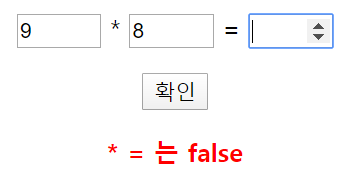 9 * 8 =
확인
* = 는 false